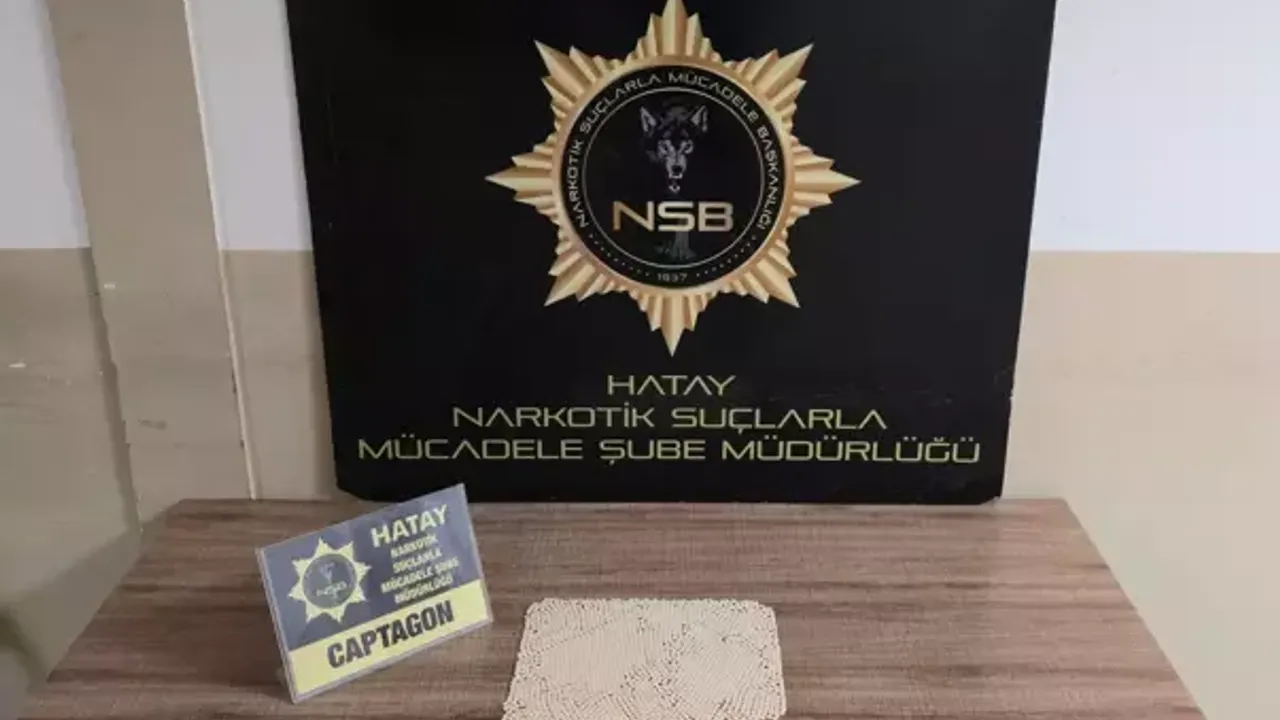 NARKOTİK SUÇLARLA MÜCADELE BAŞKANLIĞI
NSB
1937
HATAY
NARKOTİK SUÇLARLA
MÜCADELE ŞUBE MÜDÜRLÜĞÜ
HATAY
NARKOTİK
SUÇLARLA
MÜCADELE ŞUBE
MÜDÜRLÜĞÜ
NSB
CAPTAGON